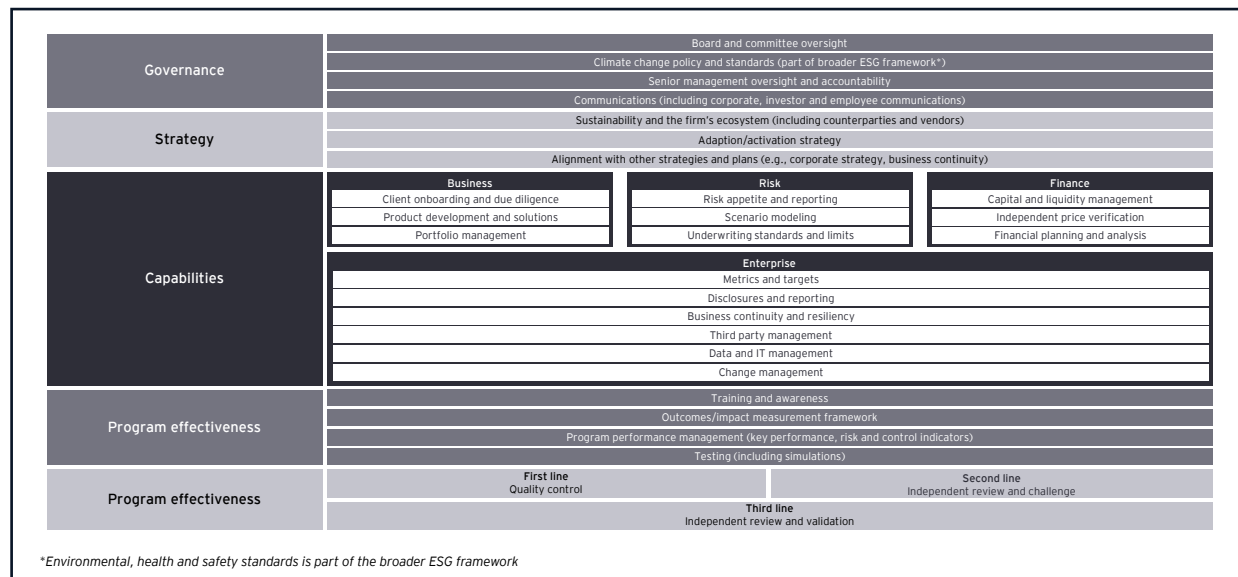 Governance
Board and committee oversight
Climate change policy and standards (part of broader ESG framework*)
Senior management oversight and accountability
Communications (including corporate, investor and employee communications)
Strategy
Sustainability and the firm's ecosystem (including counterparties and vendors)
Adaption/activation strategy
Alignment with other strategies and plans (e.g., corporate strategy, business continuity)
Capabilities
Business
Client onboarding and due diligence
Product development and solutions
Portfolio management
Risk
Risk appetite and reporting
Scenario modeling
Underwriting standards and limits
Finance
Capital and liquidity management
Independent price verification
Financial planning and analysis
Enterprise
Metrics and targets
Disclosures and reporting
Business continuity and resiliency
Third party management
Data and IT management
Change management
Program effectiveness
Training and awareness
Outcomes/impact measurement framework
Program performance management (key performance, risk and control indicators)
Testing (including simulations)
Program effectiveness
First line
Quality control
Second line
Independent review and challenge
Third line
Independent review and validation
*Environmental, health and safety standards is part of the broader ESG framework